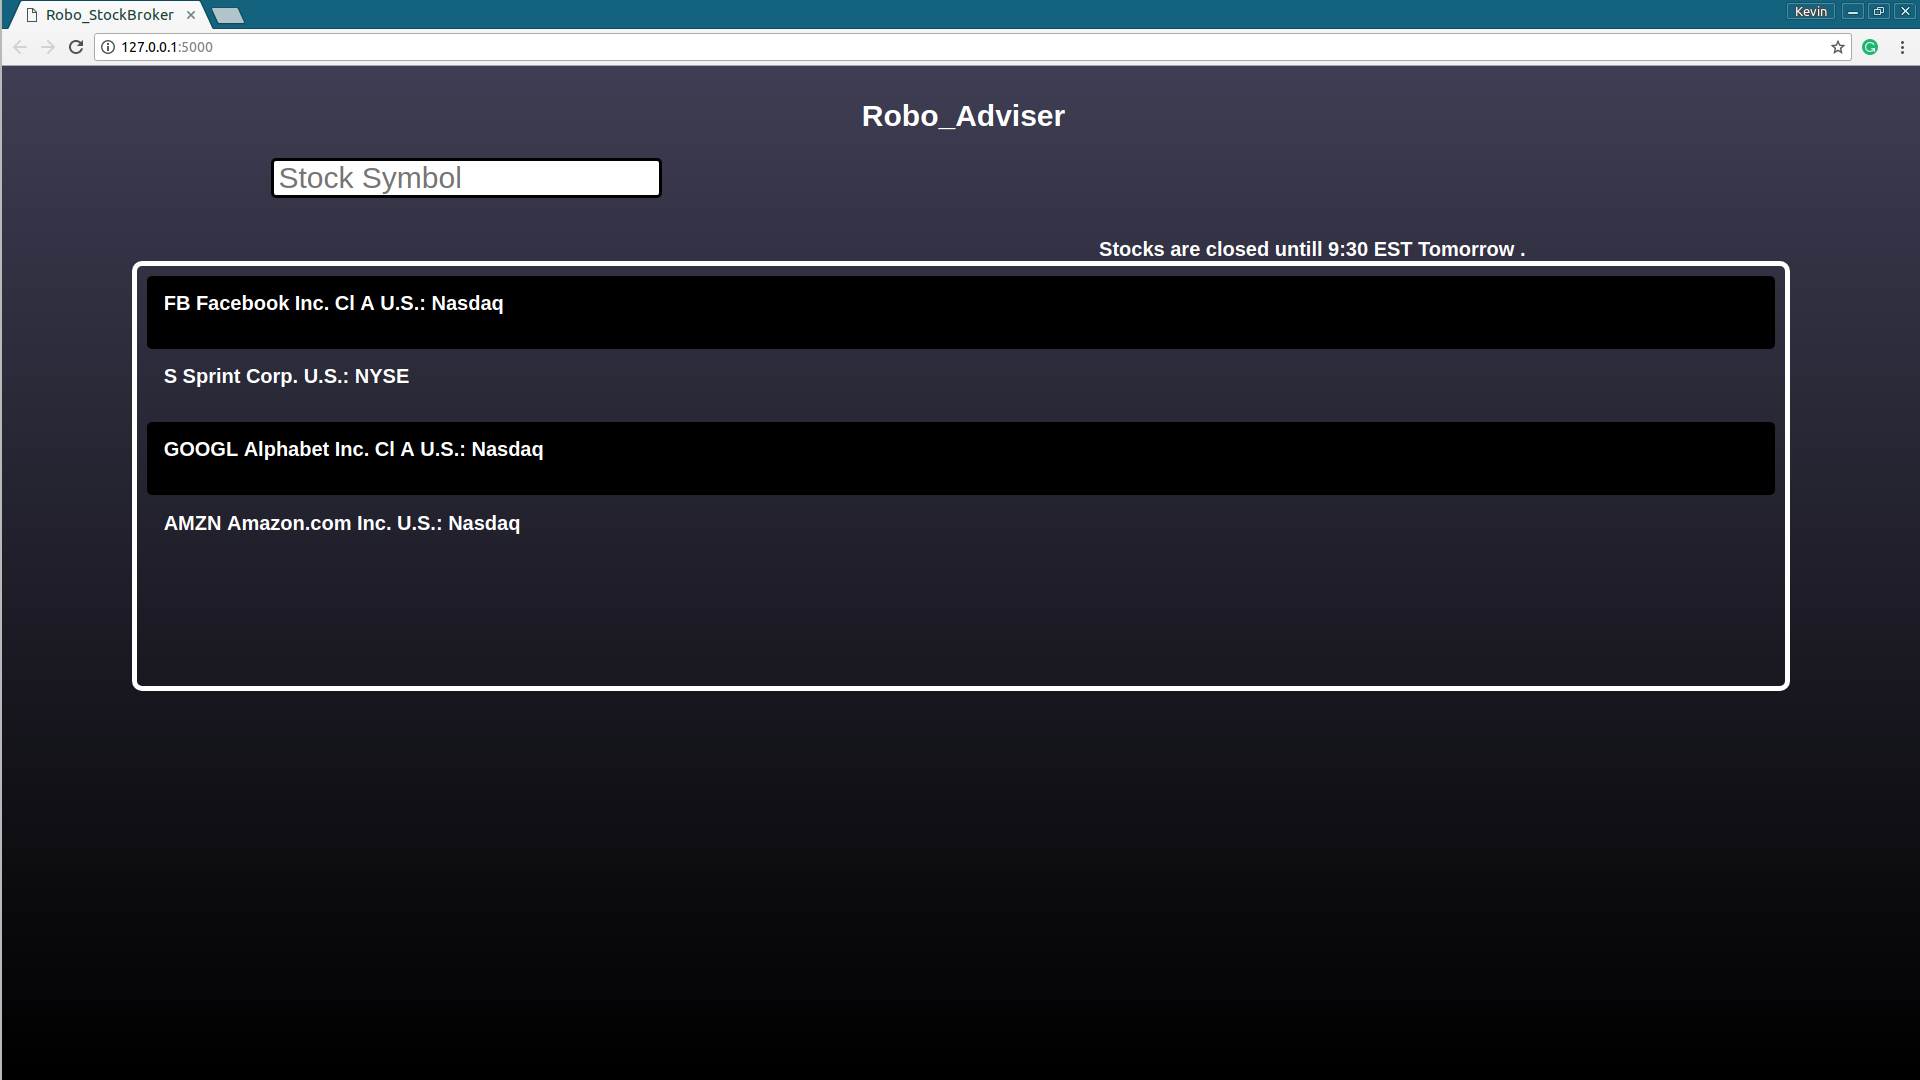 Robo_StockBroker
Kevin
127.0.0.1:5000
Robo_Adviser
Stock Symbol
Stocks are closed untill 9:30 EST Tomorrow .
FB Facebook Inc. Cl A U.S.: Nasdaq
S Sprint Corp. U.S.: NYSE
GOOGL Alphabet Inc. Cl A U.S.: Nasdaq
AMZN Amazon.com Inc. U.S.: Nasdaq